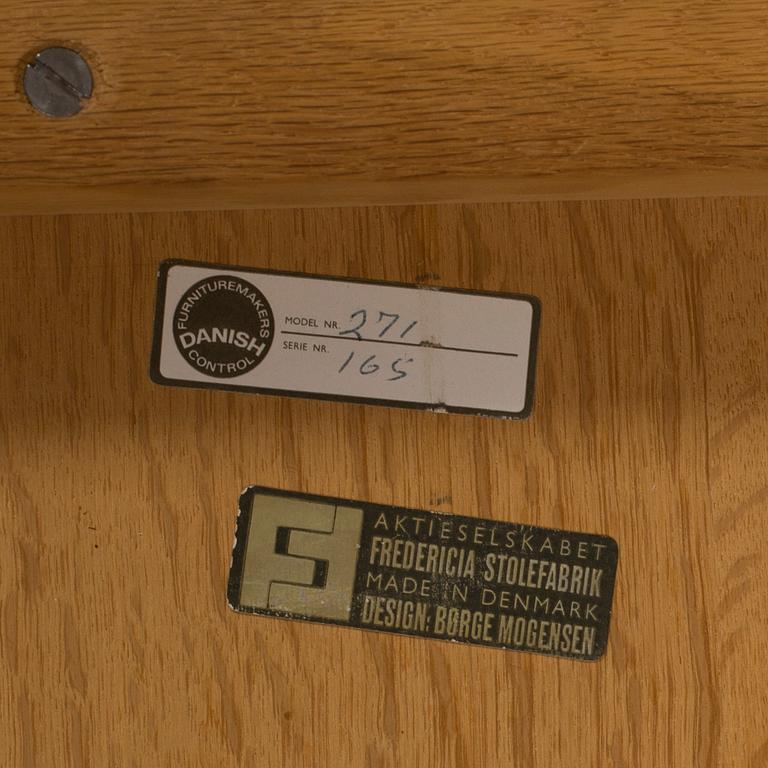 FURNITUREMAKERS
DANISH
CONTROL
MODEL NR. 271
SERIE NR. 165
AKTIESELSKABET
FREDERICIA STOLEFABRIK
MADE IN DENMARK
DESIGN: BØRGE MOGENSEN